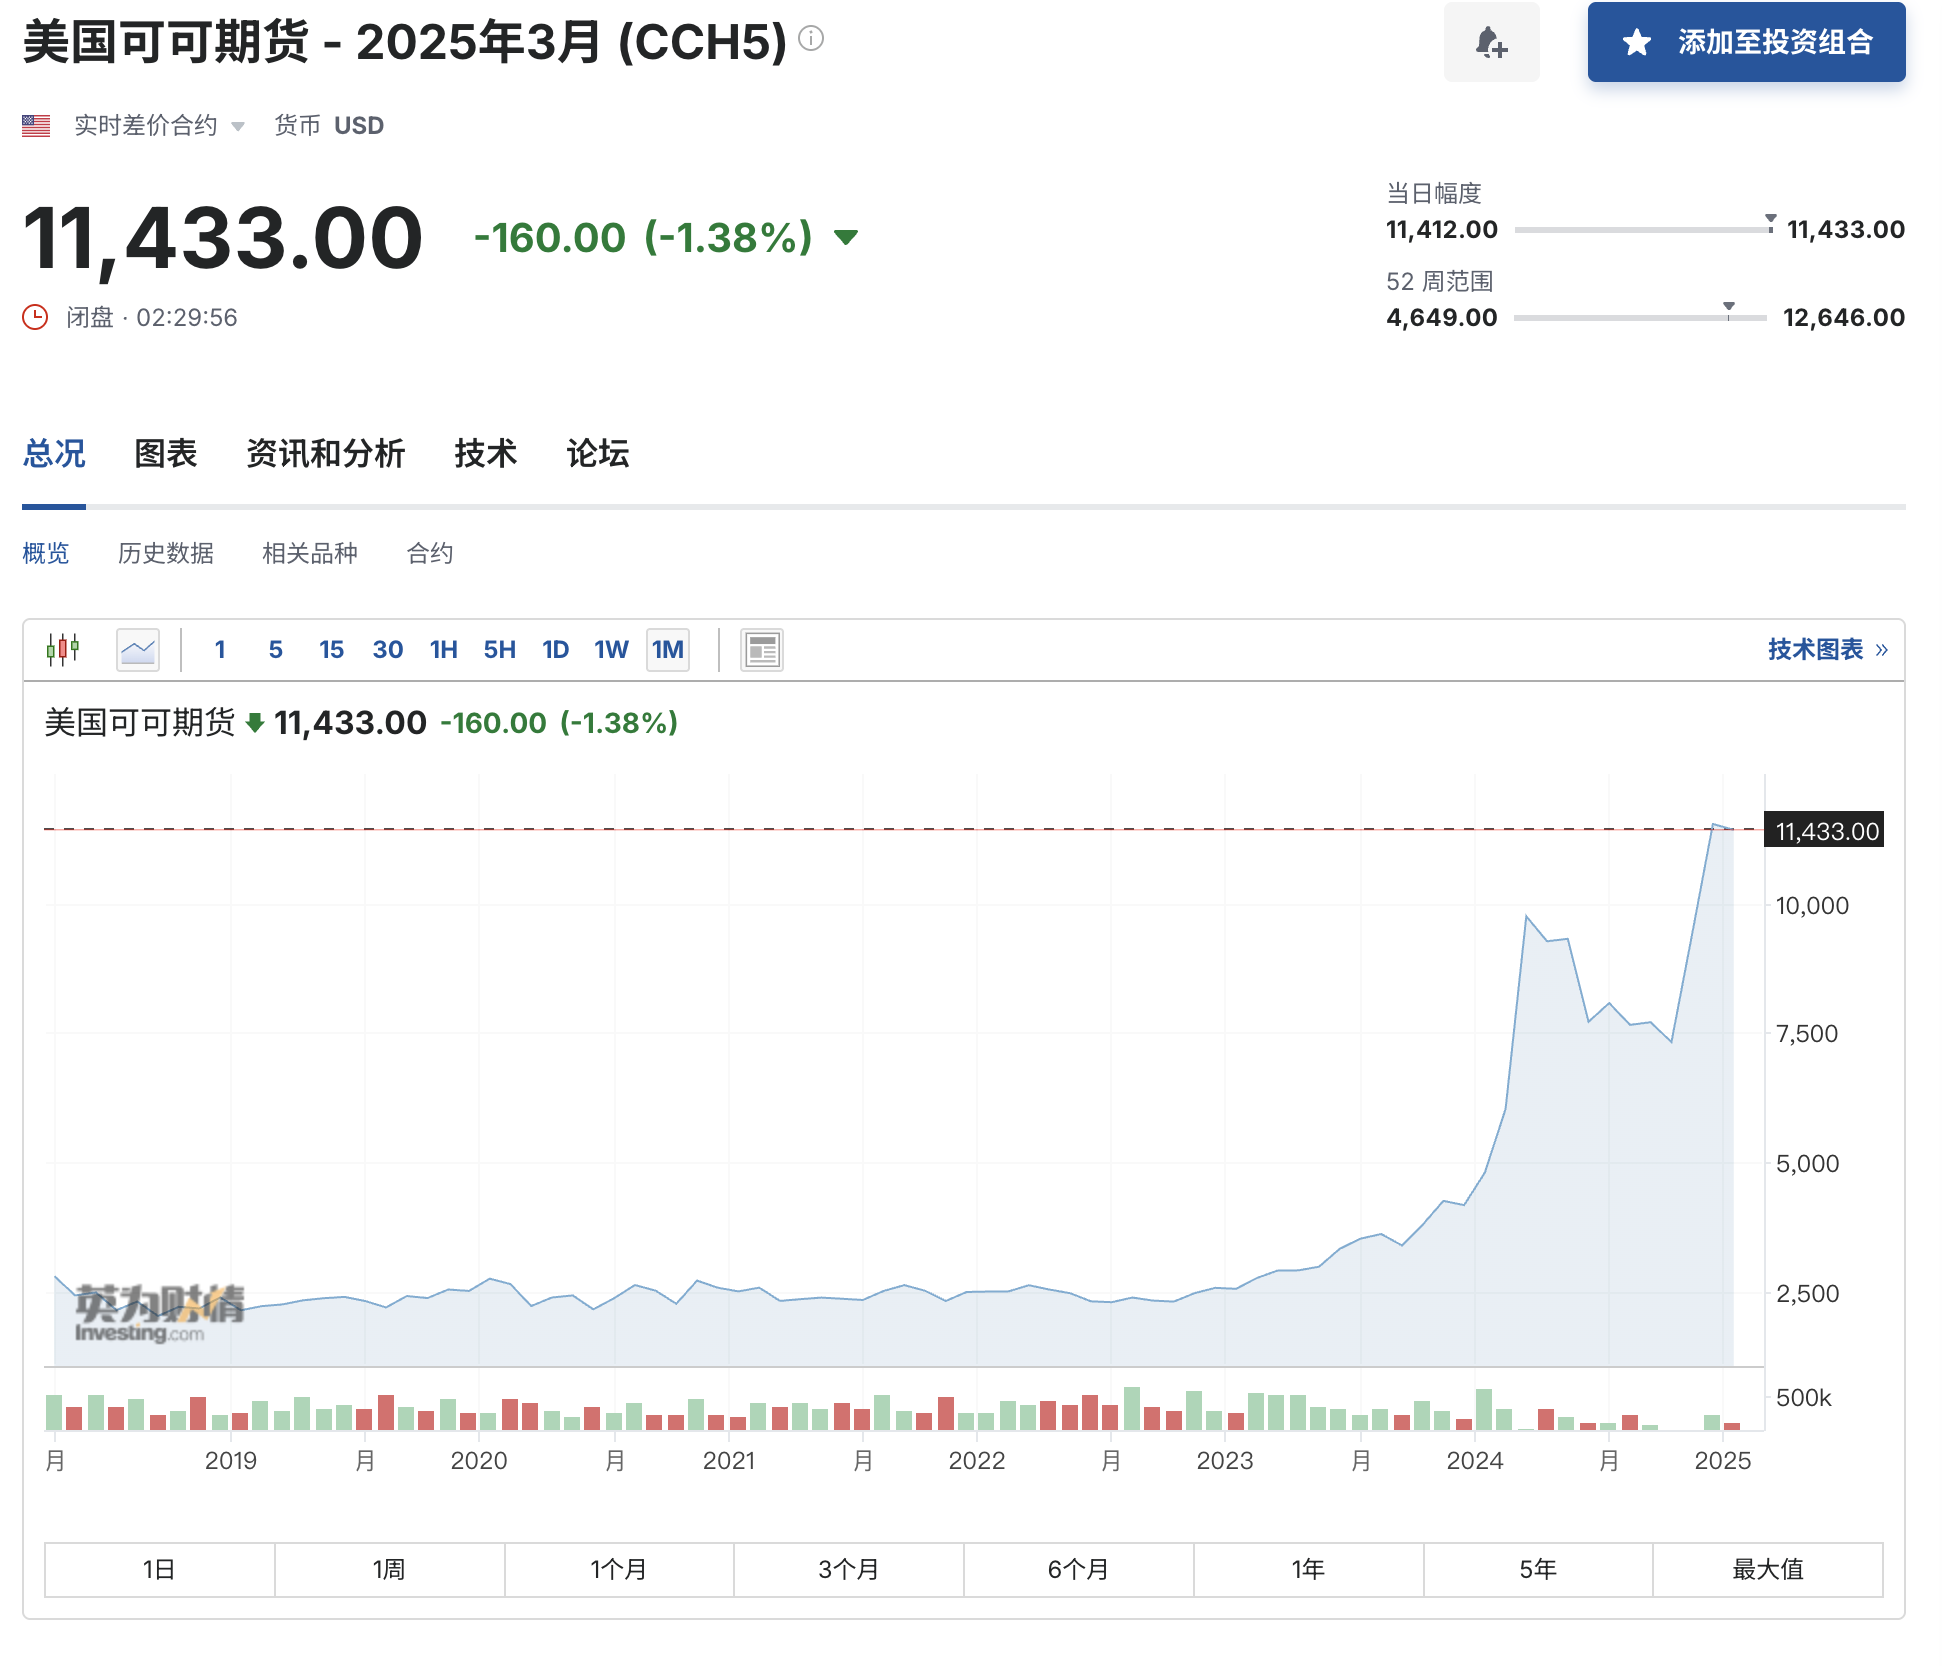 美国可可期货 - 2025年3月 (CCH5)
添加至投资组合
实时差价合约 货币 USD
11,433.00 -160.00 (-1.38%)
闭盘 · 02:29:56
当日幅度
11,412.00 11,433.00
52 周范围
4,649.00 12,646.00
总况 图表 资讯和分析 技术 论坛
概览 历史数据 相关品种 合约
1 5 15 30 1H 5H 1D 1W 1M 技术图表 »
美国可可期货 11,433.00 -160.00 (-1.38%)
11,433.00
10,000
7,500
5,000
2,500
英为财情
Investing.com
500k
月 2019 月 2020 月 2021 月 2022 月 2023 月 2024 月 2025
1日 1周 1个月 3个月 6个月 1年 5年 最大值